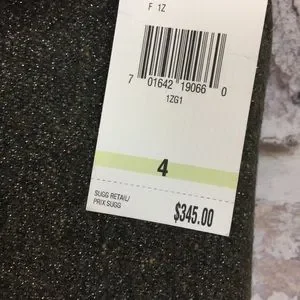 F 1Z
7 01642 19066 0
1ZG1
4
SUGG RETAIL/
PRIX SUGG
$345.00